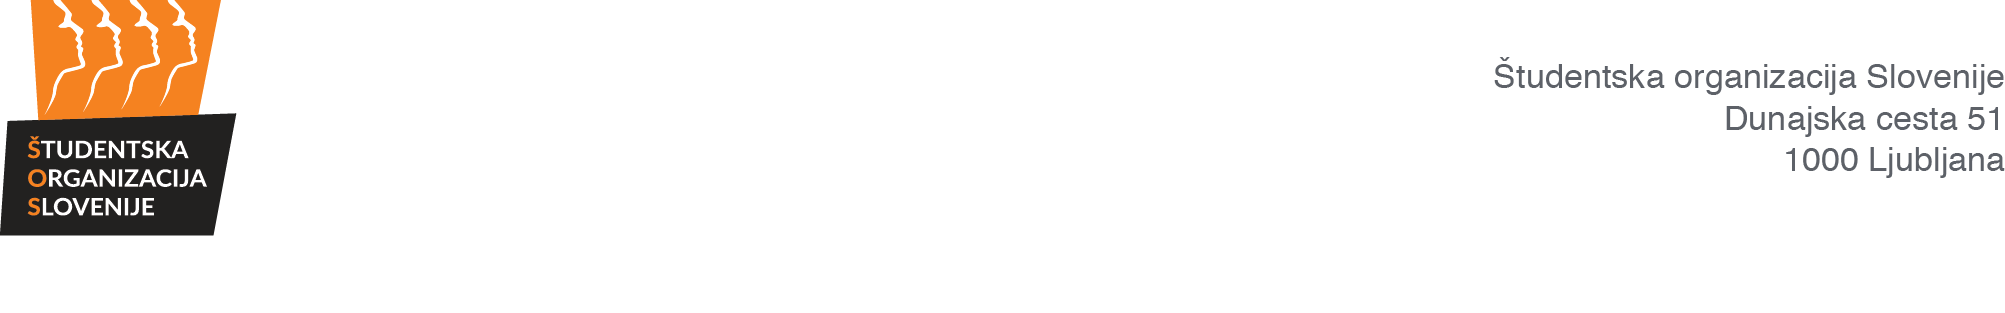 ŠTUDENTSKA
ORGANIZACIJA
SLOVENIJE
Študentska organizacija Slovenije
Dunajska cesta 51
1000 Ljubljana